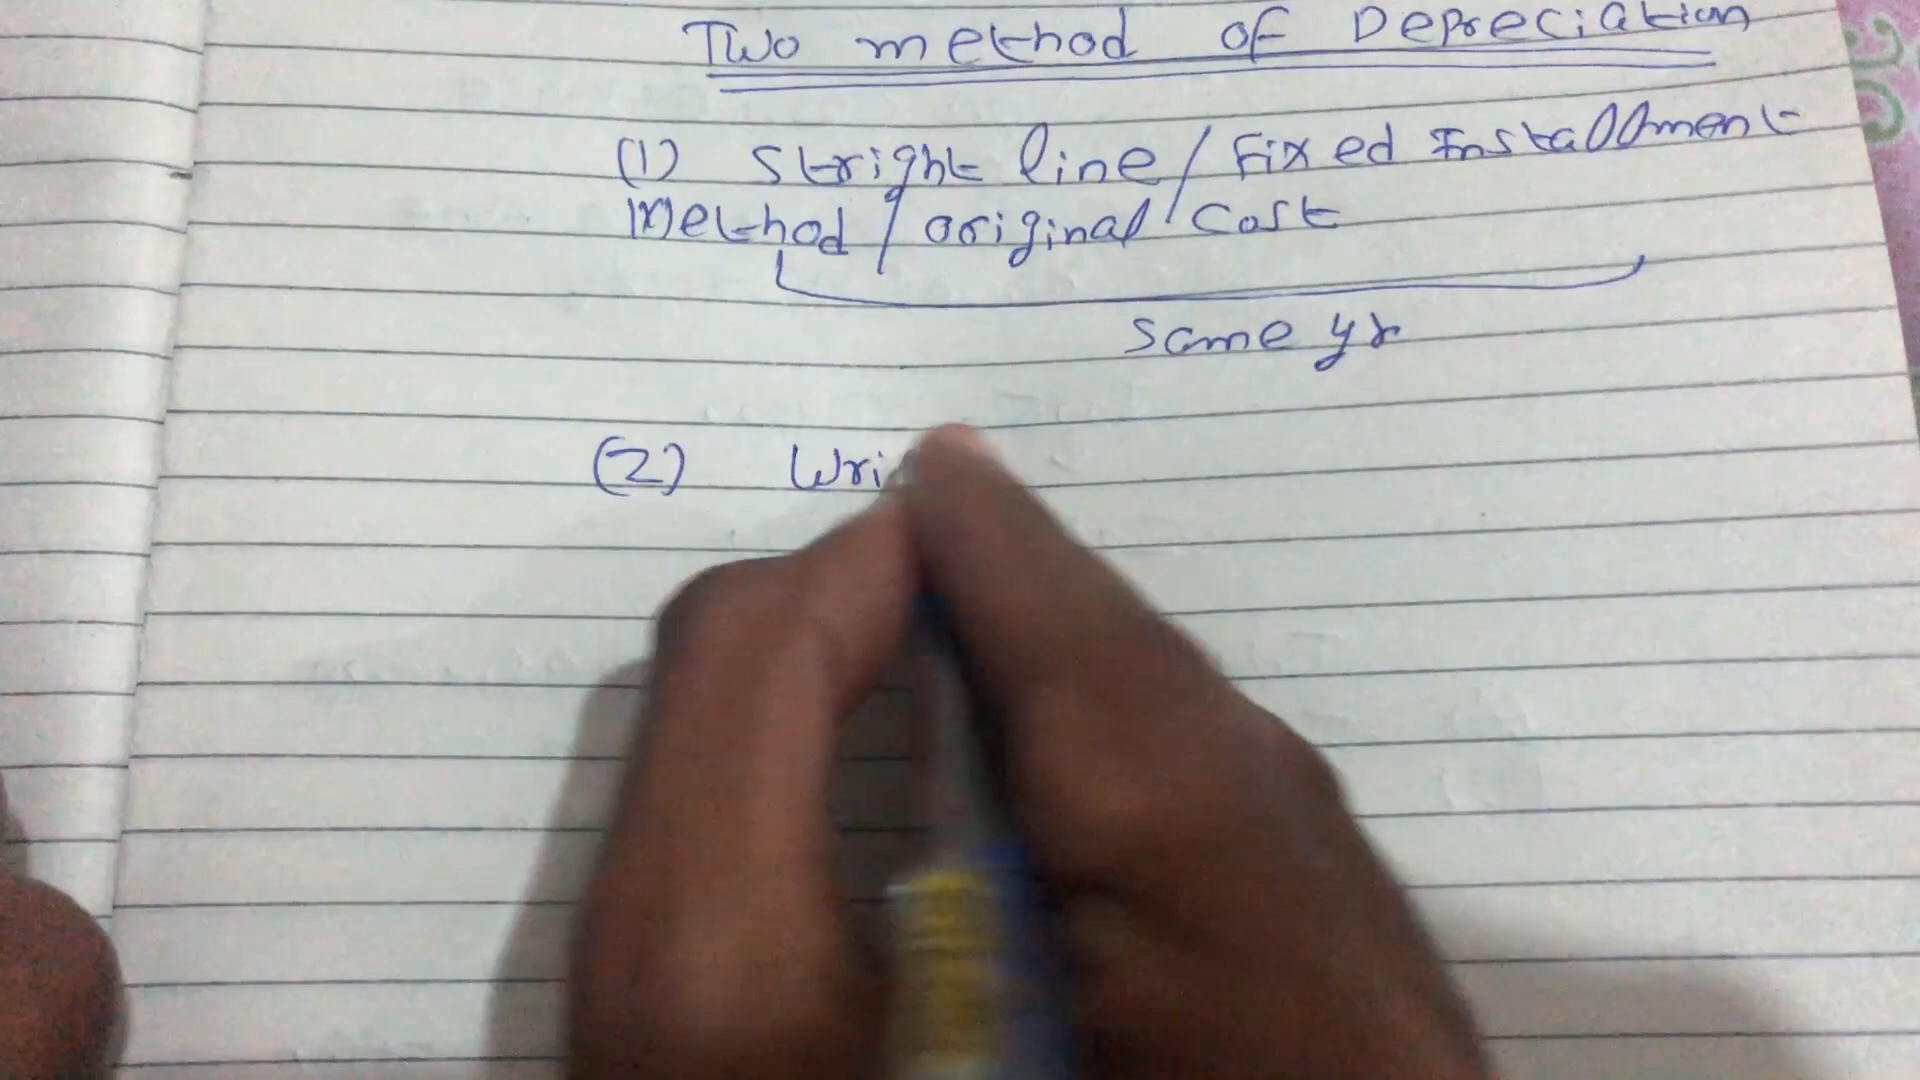 Two method of Depreciation
(1) Stright line / Fixed Installment
Method / original cost
Same yr
(2) Wri